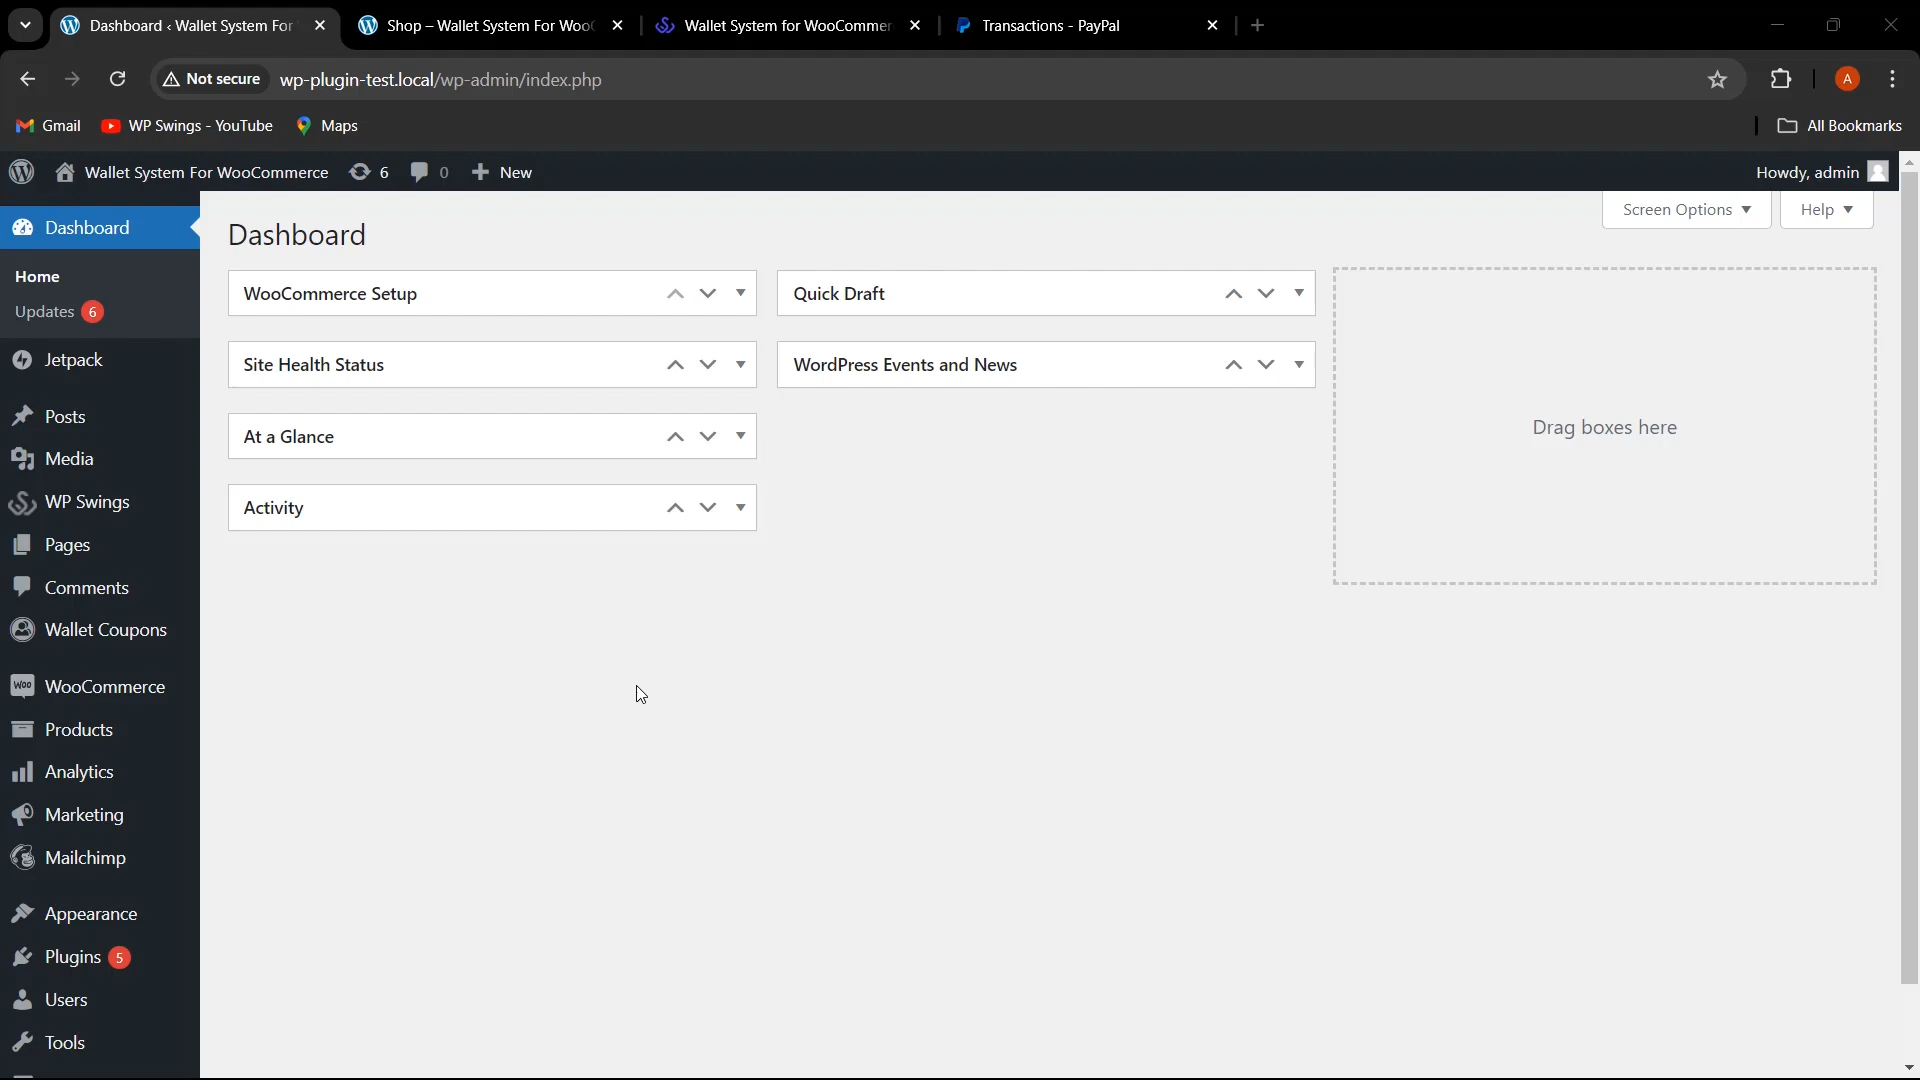 Dashboard ‹ Wallet System For
Shop – Wallet System For Woo
Wallet System for WooCommer
Transactions - PayPal
Not secure
wp-plugin-test.local/wp-admin/index.php
A
Gmail
WP Swings - YouTube
Maps
All Bookmarks
Wallet System For WooCommerce
6
0
New
Howdy, admin
Dashboard
Home
Updates 6
Jetpack
Posts
Media
WP Swings
Pages
Comments
Wallet Coupons
Woo WooCommerce
Products
Analytics
Marketing
Mailchimp
Appearance
Plugins 5
Users
Tools
Screen Options
Help
Dashboard
WooCommerce Setup
Site Health Status
At a Glance
Activity
Quick Draft
WordPress Events and News
Drag boxes here